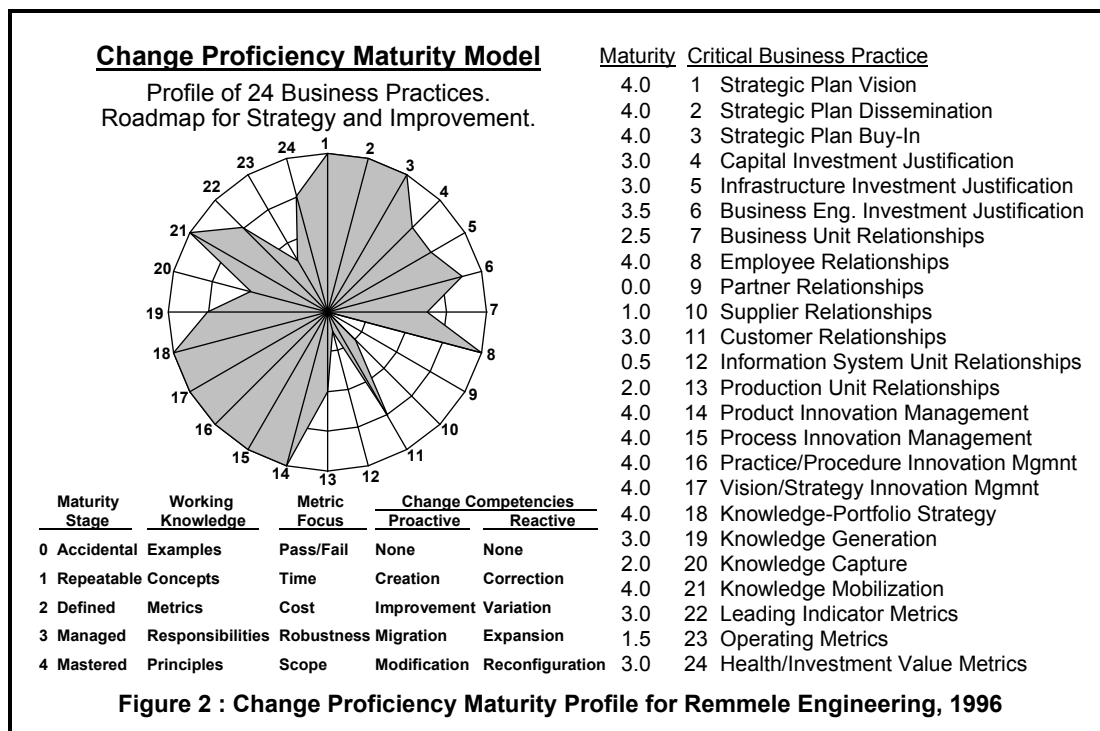 Change Proficiency Maturity Model
Profile of 24 Business Practices.
Roadmap for Strategy and Improvement.
1
2
3
4
5
6
7
8
9
10
11
12
13
14
15
16
17
18
19
20
21
22
23
24
Maturity Critical Business Practice
4.0 1 Strategic Plan Vision
4.0 2 Strategic Plan Dissemination
4.0 3 Strategic Plan Buy-In
3.0 4 Capital Investment Justification
3.0 5 Infrastructure Investment Justification
3.5 6 Business Eng. Investment Justification
2.5 7 Business Unit Relationships
4.0 8 Employee Relationships
0.0 9 Partner Relationships
1.0 10 Supplier Relationships
3.0 11 Customer Relationships
0.5 12 Information System Unit Relationships
2.0 13 Production Unit Relationships
4.0 14 Product Innovation Management
4.0 15 Process Innovation Management
4.0 16 Practice/Procedure Innovation Mgmnt
4.0 17 Vision/Strategy Innovation Mgmnt
4.0 18 Knowledge-Portfolio Strategy
3.0 19 Knowledge Generation
2.0 20 Knowledge Capture
4.0 21 Knowledge Mobilization
3.0 22 Leading Indicator Metrics
1.5 23 Operating Metrics
3.0 24 Health/Investment Value Metrics
Maturity Working Metric Change Competencies
Stage Knowledge Focus Proactive Reactive
0 Accidental Examples Pass/Fail None None
1 Repeatable Concepts Time Creation Correction
2 Defined Metrics Cost Improvement Variation
3 Managed Responsibilities Robustness Migration Expansion
4 Mastered Principles Scope Modification Reconfiguration
Figure 2 : Change Proficiency Maturity Profile for Remmele Engineering, 1996